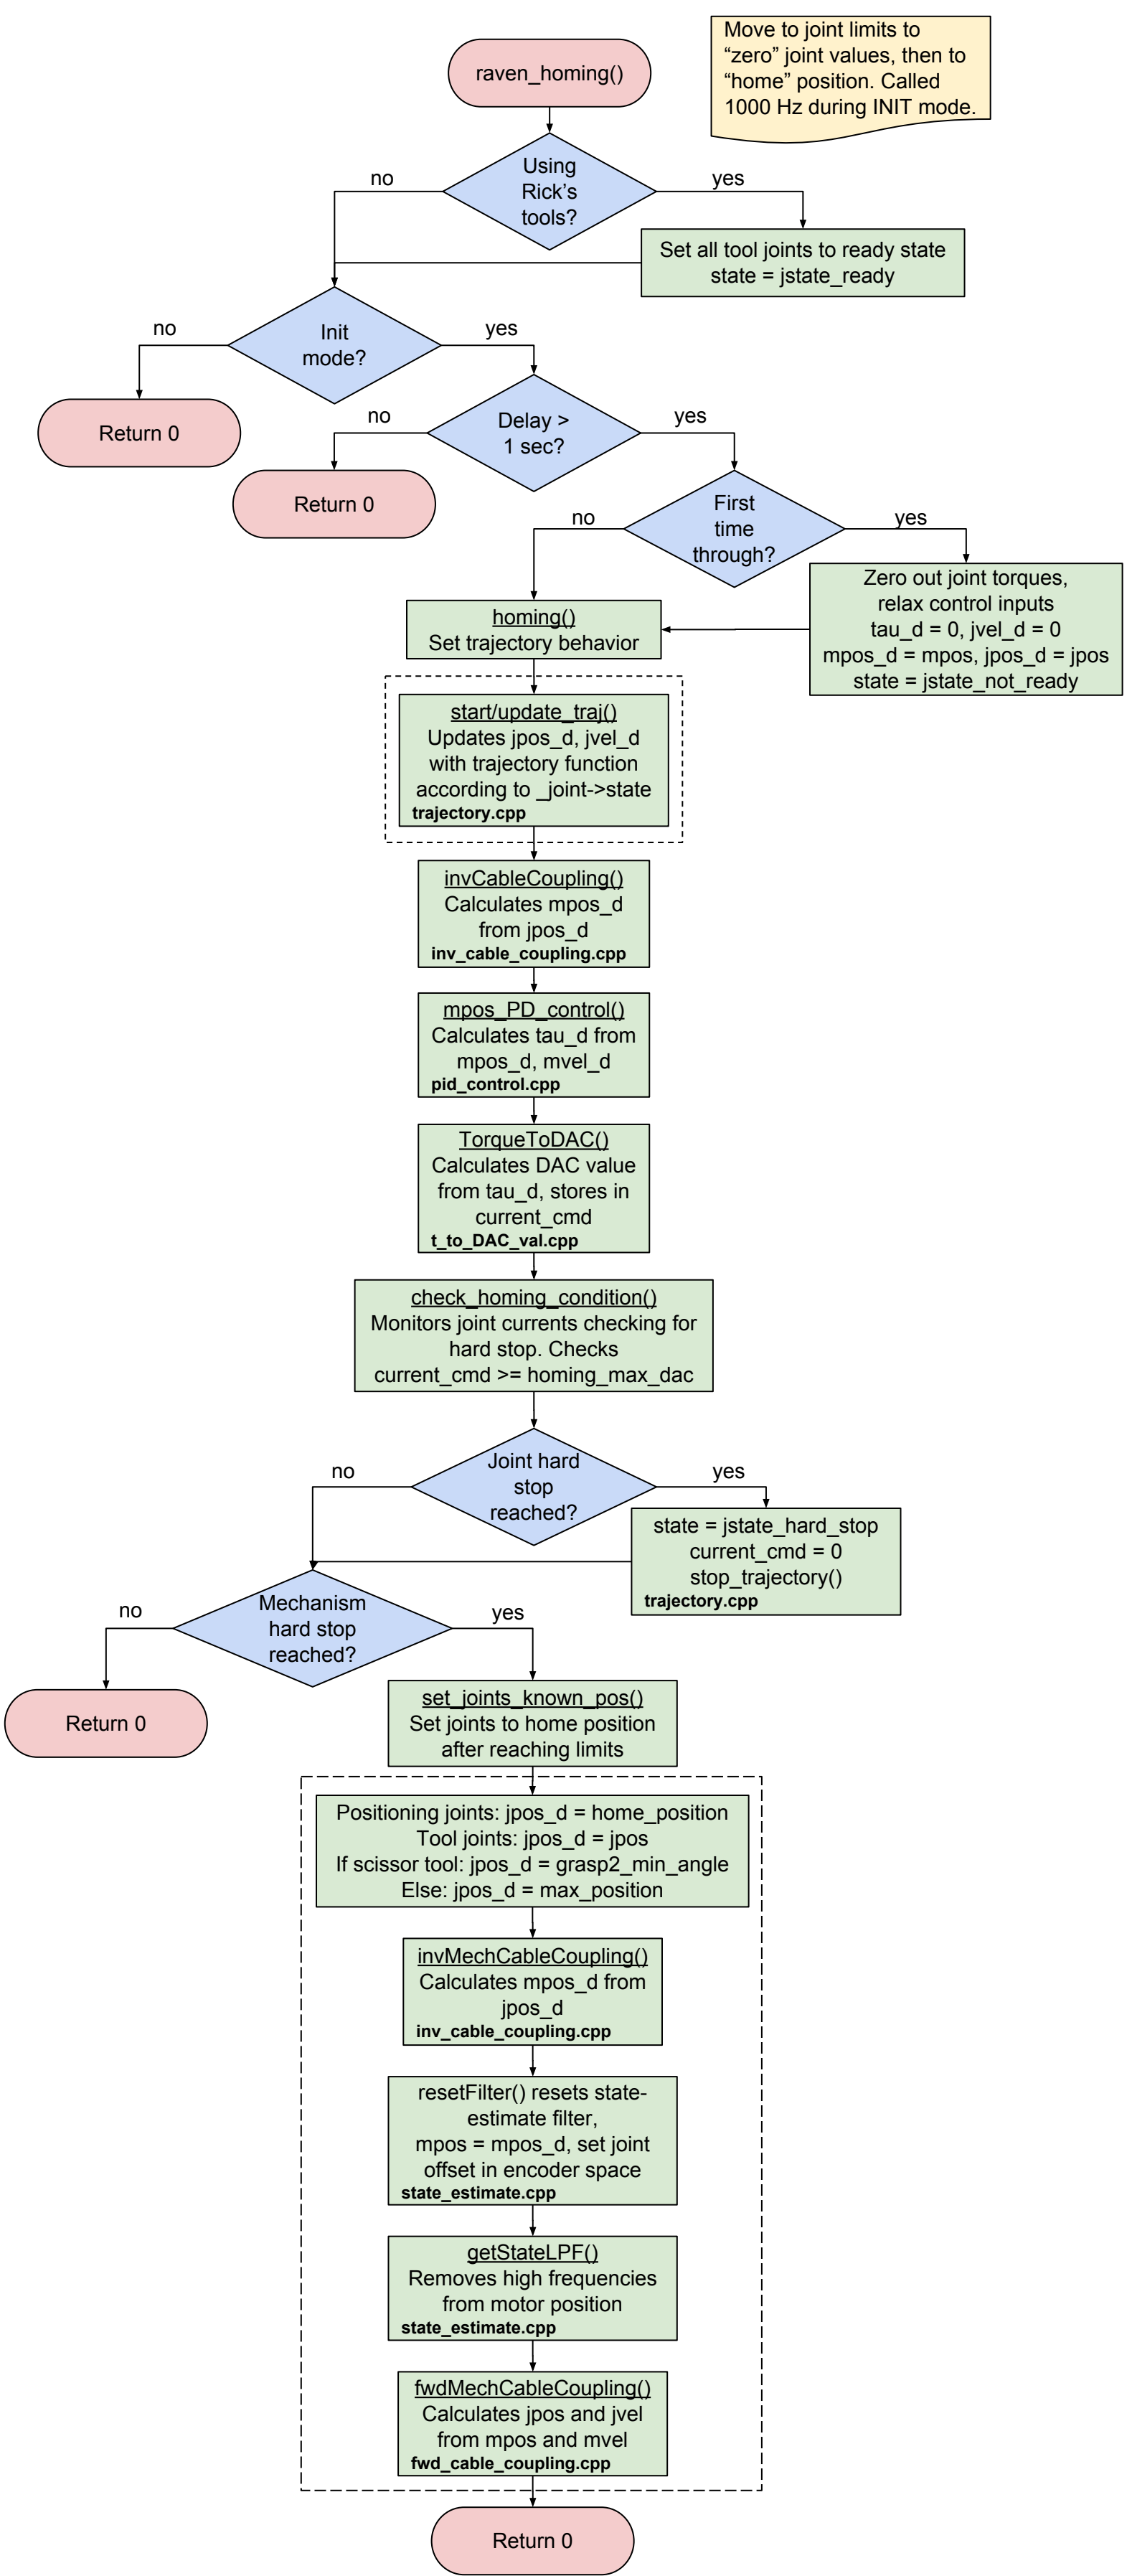 raven_homing()
Move to joint limits to
“zero” joint values, then to
“home” position. Called
1000 Hz during INIT mode.
Using
Rick’s
tools?
no
yes
Set all tool joints to ready state
state = jstate_ready
Init
mode?
no
yes
Return 0
Delay >
1 sec?
no
yes
Return 0
First
time
through?
no
yes
Zero out joint torques,
relax control inputs
tau_d = 0, jvel_d = 0
mpos_d = mpos, jpos_d = jpos
state = jstate_not_ready
homing()
Set trajectory behavior
start/update_traj()
Updates jpos_d, jvel_d
with trajectory function
according to _joint->state
trajectory.cpp
invCableCoupling()
Calculates mpos_d
from jpos_d
inv_cable_coupling.cpp
mpos_PD_control()
Calculates tau_d from
mpos_d, mvel_d
pid_control.cpp
TorqueToDAC()
Calculates DAC value
from tau_d, stores in
current_cmd
t_to_DAC_val.cpp
check_homing_condition()
Monitors joint currents checking for
hard stop. Checks
current_cmd >= homing_max_dac
Joint hard
stop
reached?
no
yes
state = jstate_hard_stop
current_cmd = 0
stop_trajectory()
trajectory.cpp
Mechanism
hard stop
reached?
no
yes
Return 0
set_joints_known_pos()
Set joints to home position
after reaching limits
Positioning joints: jpos_d = home_position
Tool joints: jpos_d = jpos
If scissor tool: jpos_d = grasp2_min_angle
Else: jpos_d = max_position
invMechCableCoupling()
Calculates mpos_d from
jpos_d
inv_cable_coupling.cpp
resetFilter() resets state-
estimate filter,
mpos = mpos_d, set joint
offset in encoder space
state_estimate.cpp
getStateLPF()
Removes high frequencies
from motor position
state_estimate.cpp
fwdMechCableCoupling()
Calculates jpos and jvel
from mpos and mvel
fwd_cable_coupling.cpp
Return 0